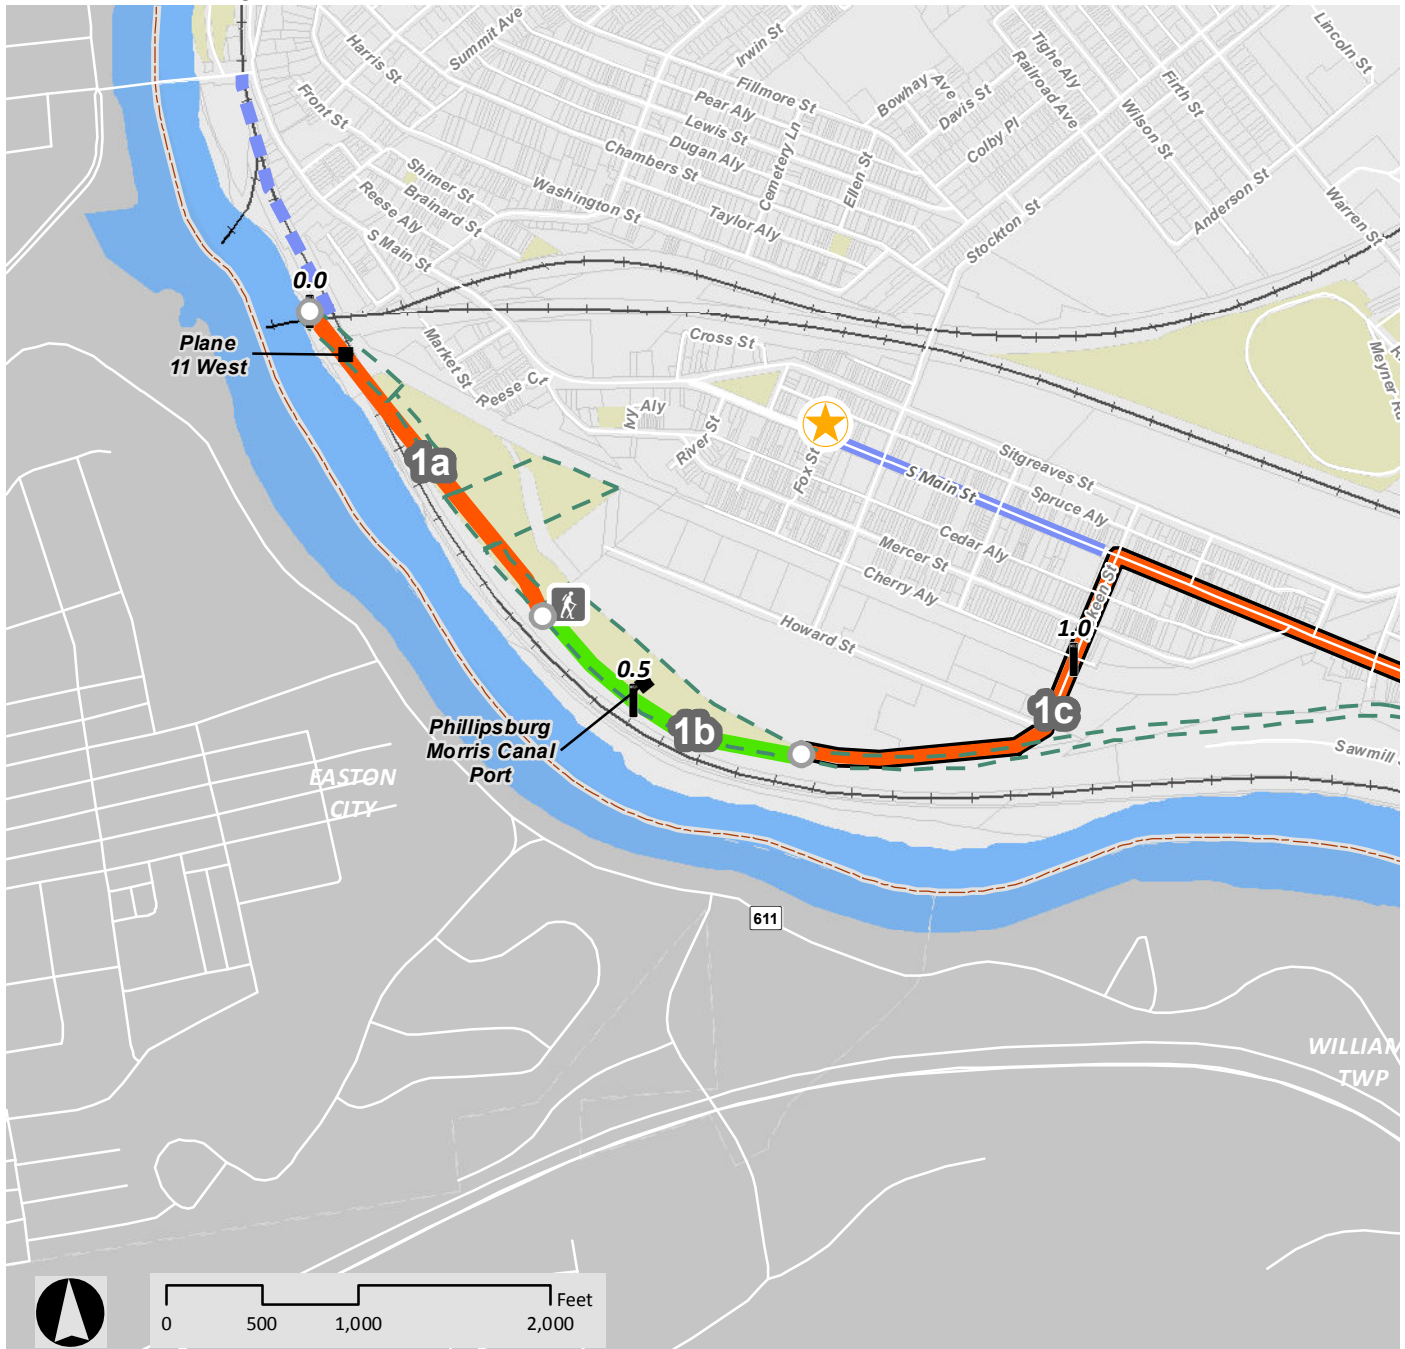 Summit Ave
Irwin St
Lincoln St
Harris St
Tighe Aly
Railroad Ave
Fillmore St
Bowhay Ave
Firth St
Front St
Pear Aly
Davis St
Wilson St
Lewis St
Dugan Aly
Colby Pl
Chambers St
Cemetery Ln
Ellen St
Shimer St
Brainard St
Reese Aly
Washington St
Taylor Aly
Anderson St
Warren St
S Main St
Stockton St
0.0
Plane
11 West
Market St
Cross St
Reese Ct
Meyner
Ivy Aly
River St
1a
Fox St
Sitgreaves St
S Main St
Spruce Aly
Cedar Aly
Mercer St
Cherry Aly
keen St
Howard St
1.0
0.5
1c
1b
Phillipsburg
Morris Canal
Port
Sawmill
EASTON
CITY
611
WILLIAM
TWP
Feet
0
500
1,000
2,000